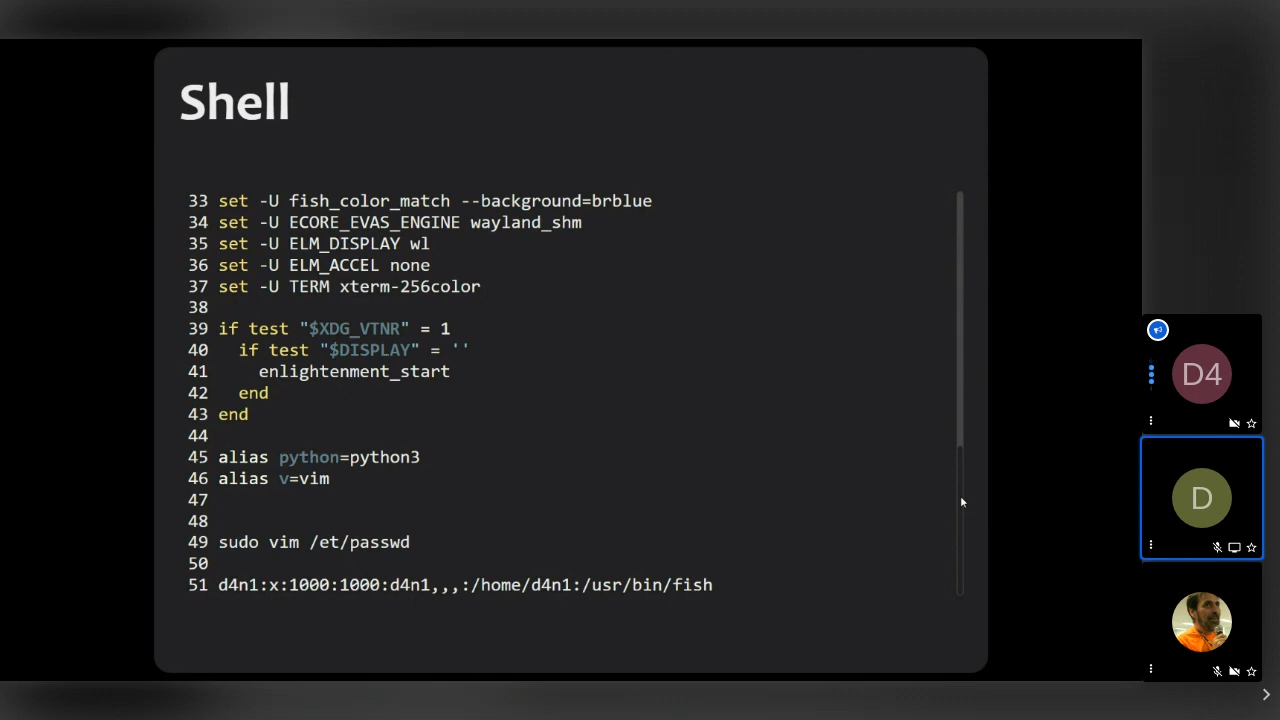 Shell
33 set -U fish_color_match --background=brblue
34 set -U ECORE_EVAS_ENGINE wayland_shm
35 set -U ELM_DISPLAY wl
36 set -U ELM_ACCEL none
37 set -U TERM xterm-256color
38
39 if test "$XDG_VTNR" = 1
40   if test "$DISPLAY" = ''
41     enlightenment_start
42   end
43 end
44
45 alias python=python3
46 alias v=vim
47
48
49 sudo vim /et/passwd
50
51 d4n1:x:1000:1000:d4n1,,,:/home/d4n1:/usr/bin/fish
D4
D